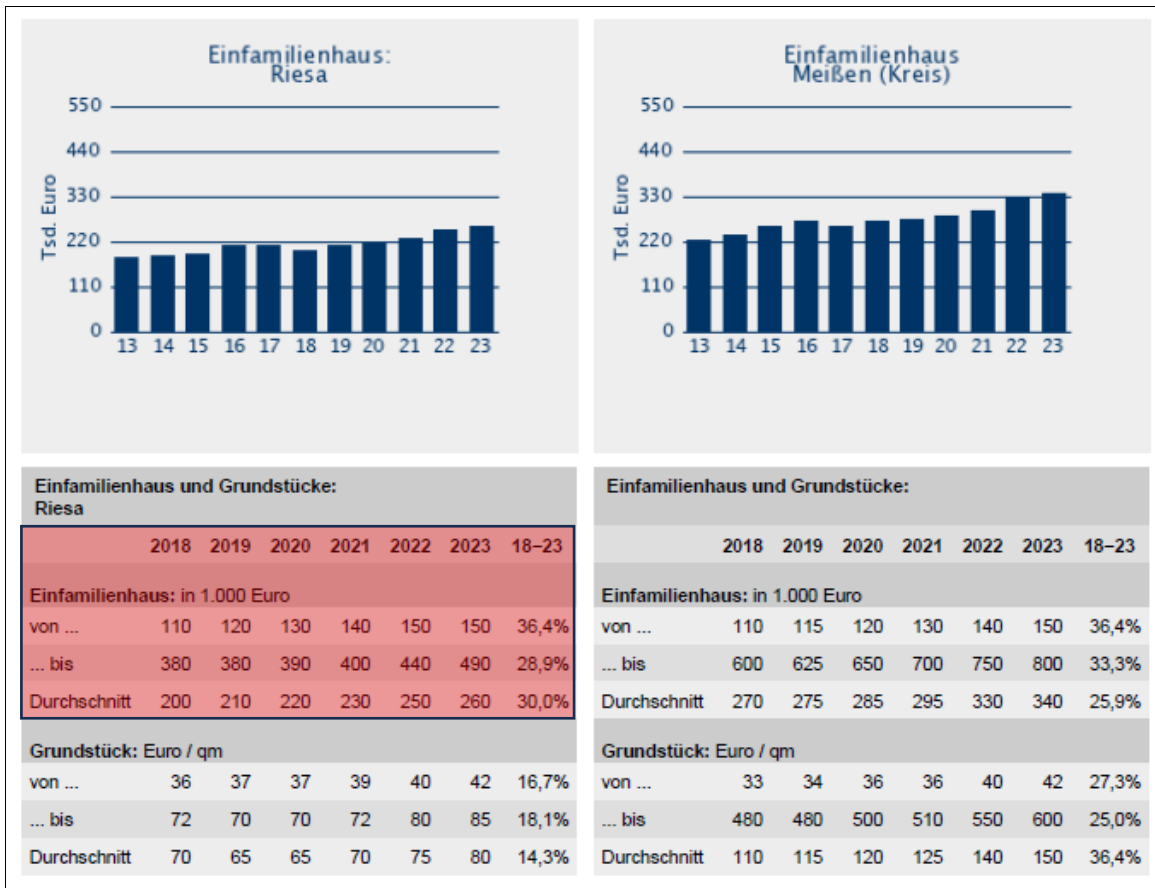 Einfamilienhaus:
Riesa
Tsd. Euro
550
440
330
220
110
0
13 14 15 16 17 18 19 20 21 22 23
Einfamilienhaus
Meißen (Kreis)
Tsd. Euro
550
440
330
220
110
0
13 14 15 16 17 18 19 20 21 22 23
Einfamilienhaus und Grundstücke:
Riesa
2018 2019 2020 2021 2022 2023 18–23
Einfamilienhaus: in 1.000 Euro
von ... 110 120 130 140 150 150 36,4%
... bis 380 380 390 400 440 490 28,9%
Durchschnitt 200 210 220 230 250 260 30,0%
Grundstück: Euro / qm
von ... 36 37 37 39 40 42 16,7%
... bis 72 70 70 72 80 85 18,1%
Durchschnitt 70 65 65 70 75 80 14,3%
Einfamilienhaus und Grundstücke:
2018 2019 2020 2021 2022 2023 18–23
Einfamilienhaus: in 1.000 Euro
von ... 110 115 120 130 140 150 36,4%
... bis 600 625 650 700 750 800 33,3%
Durchschnitt 270 275 285 295 330 340 25,9%
Grundstück: Euro / qm
von ... 33 34 36 36 40 42 27,3%
... bis 480 480 500 510 550 600 25,0%
Durchschnitt 110 115 120 125 140 150 36,4%